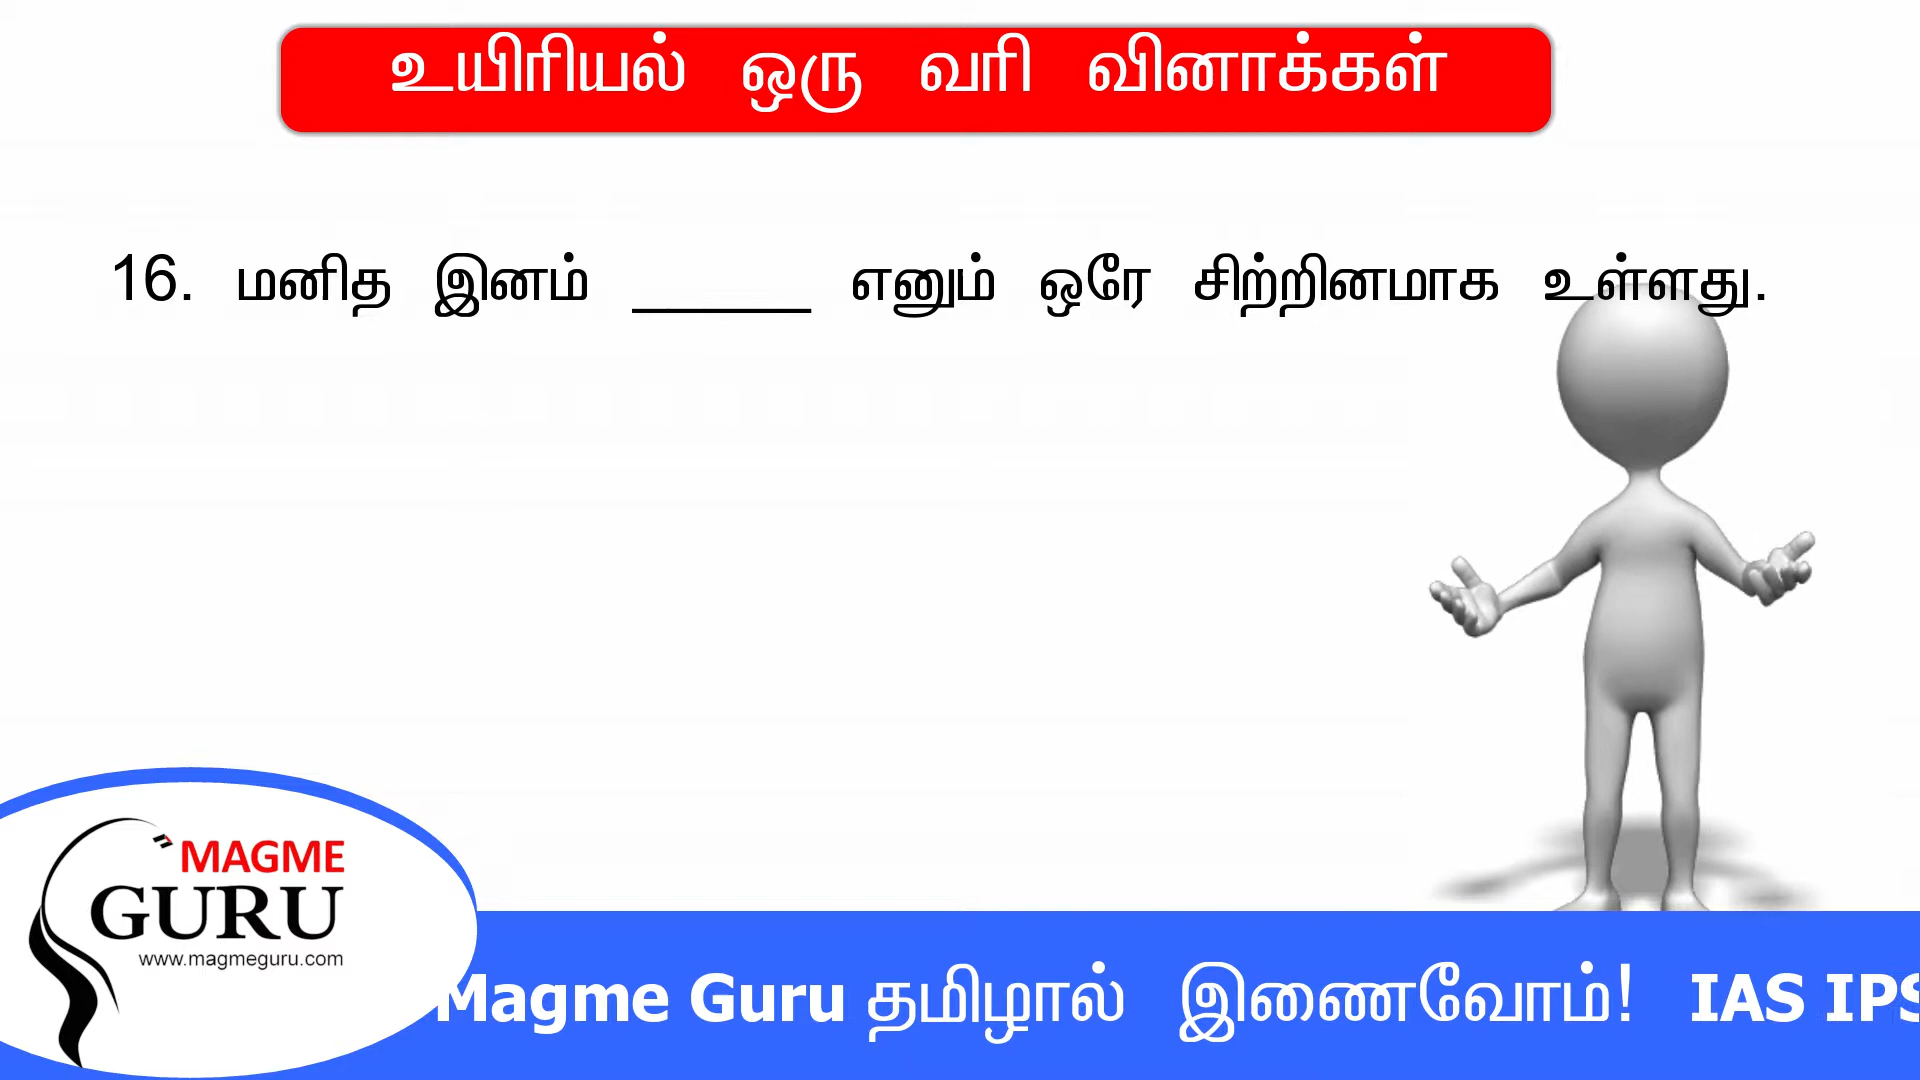 உயிரியல் ஒரு வரி வினாக்கள்
16. மனித இனம் _____ எனும் ஒரே சிற்றினமாக உள்ளது.
MAGME
GURU
www.magmeguru.com
Magme Guru தமிழால் இணைவோம்! IAS IPS